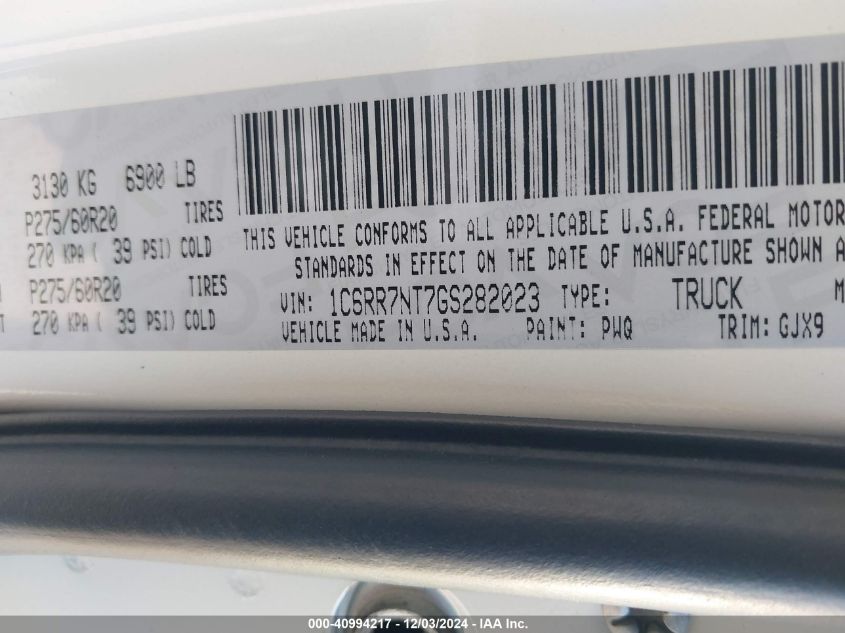 3130 KG 6900 LB
P275/60R20 TIRES
270 KPA ( 39 PSI) COLD
P275/60R20 TIRES
270 KPA ( 39 PSI) COLD
THIS VEHICLE CONFORMS TO ALL APPLICABLE U.S.A. FEDERAL MOTOR
STANDARDS IN EFFECT ON THE DATE OF MANUFACTURE SHOWN A
VIN: 1C6RR7NT7GS282023 TYPE: TRUCK M
VEHICLE MADE IN U.S.A. PAINT: PWQ TRIM: GJX9
000-40994217 - 12/03/2024 - IAA Inc.